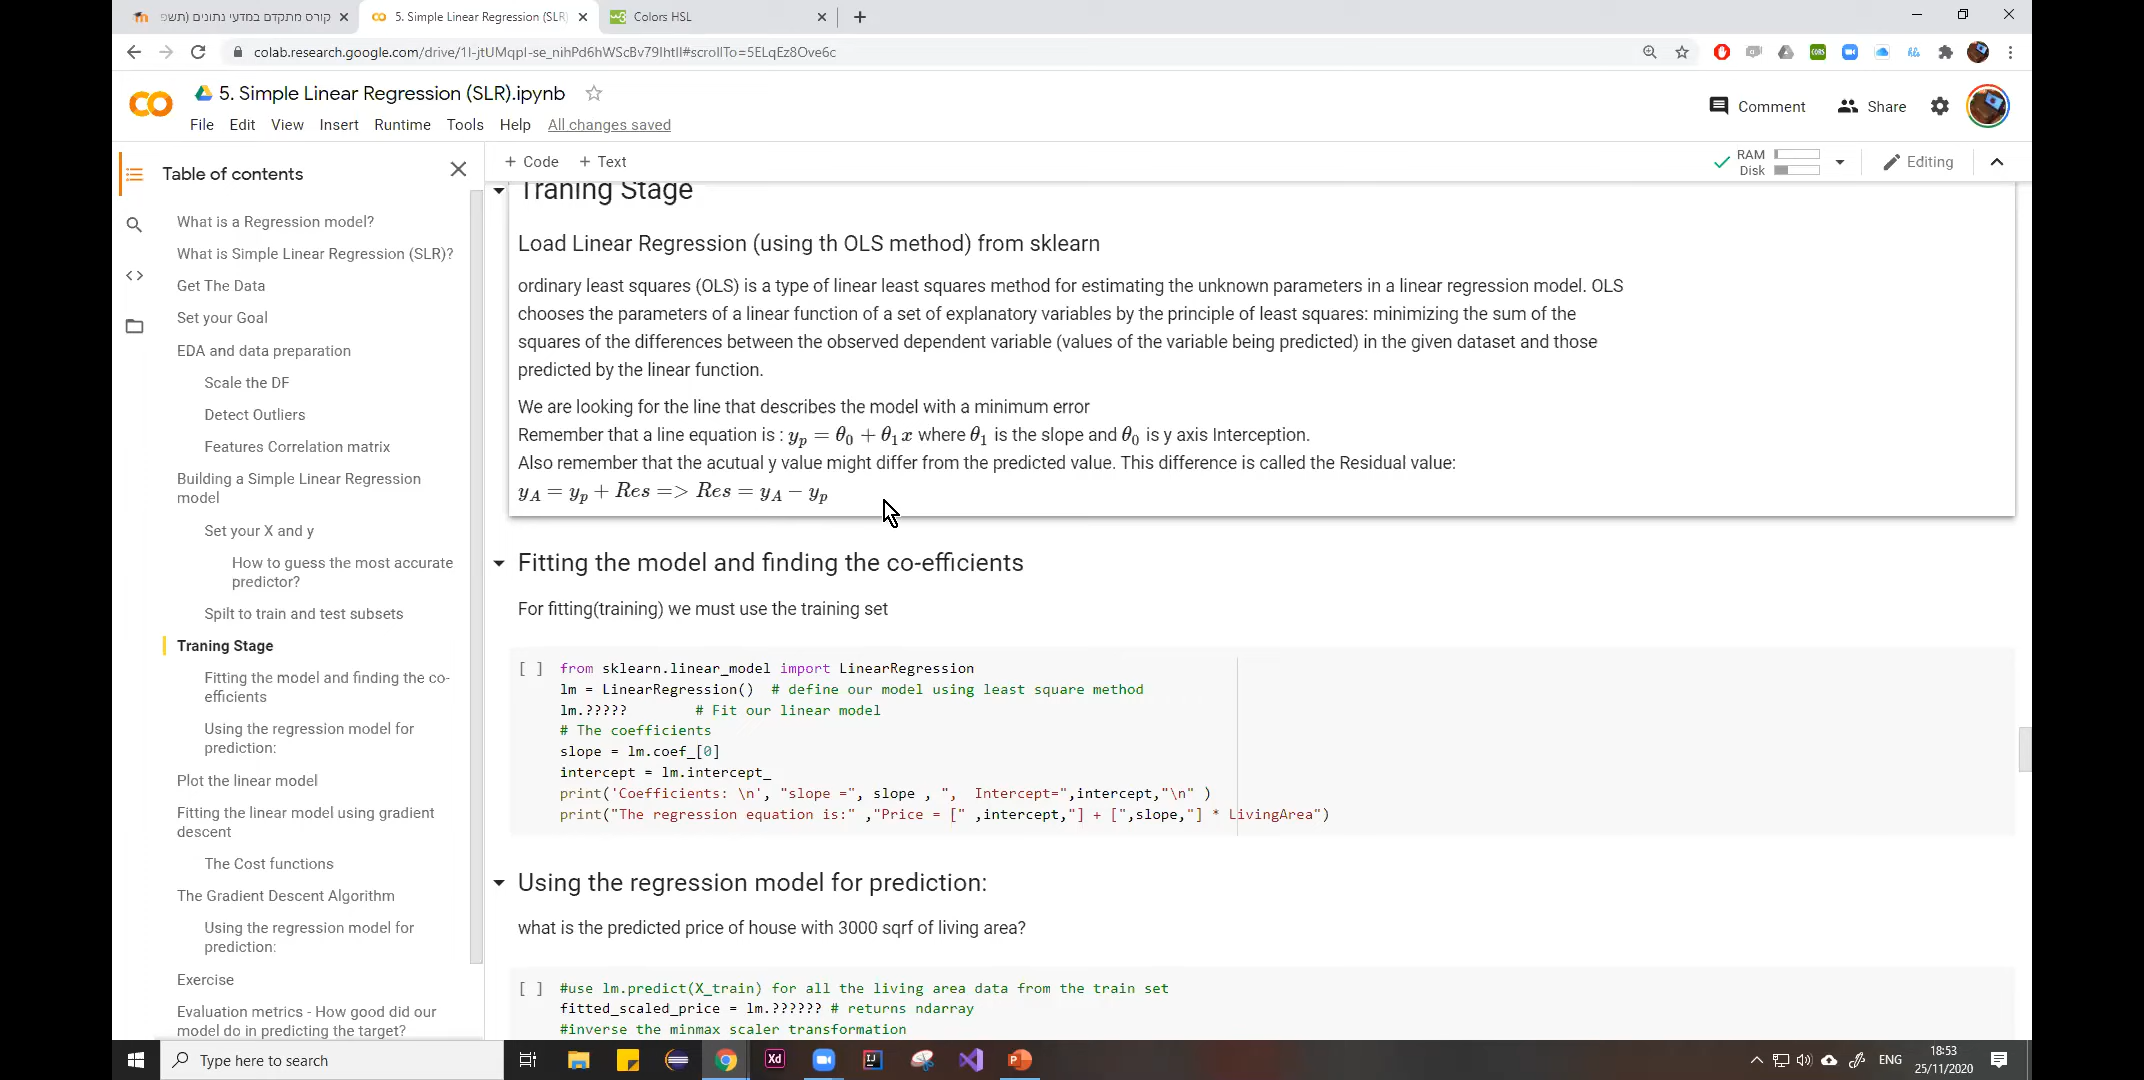 קורס מתקדם במדעי נתונים (תשפ
5. Simple Linear Regression (SLR)
Colors HSL
colab.research.google.com/drive/1I-jtUMqpI-se_nihPd6hWScBv79IhtlI#scrollTo=5ELqEz8Ove6c
5. Simple Linear Regression (SLR).ipynb
Comment
Share
File Edit View Insert Runtime Tools Help All changes saved
+ Code + Text
RAM
Disk
Editing
Table of contents
What is a Regression model?
What is Simple Linear Regression (SLR)?
Get The Data
Set your Goal
EDA and data preparation
Scale the DF
Detect Outliers
Features Correlation matrix
Building a Simple Linear Regression
model
Set your X and y
How to guess the most accurate
predictor?
Spilt to train and test subsets
Traning Stage
Fitting the model and finding the co-
efficients
Using the regression model for
prediction:
Plot the linear model
Fitting the linear model using gradient
descent
The Cost functions
The Gradient Descent Algorithm
Using the regression model for
prediction:
Exercise
Evaluation metrics - How good did our
model do in predicting the target?
Traning Stage
Load Linear Regression (using th OLS method) from sklearn
ordinary least squares (OLS) is a type of linear least squares method for estimating the unknown parameters in a linear regression model. OLS
chooses the parameters of a linear function of a set of explanatory variables by the principle of least squares: minimizing the sum of the
squares of the differences between the observed dependent variable (values of the variable being predicted) in the given dataset and those
predicted by the linear function.
We are looking for the line that describes the model with a minimum error
Remember that a line equation is : yₚ = θ₀ + θ₁x where θ₁ is the slope and θ₀ is y axis Interception.
Also remember that the acutual y value might differ from the predicted value. This difference is called the Residual value:
y_A = y_p + Res => Res = y_A − y_p
Fitting the model and finding the co-efficients
For fitting(training) we must use the training set
[ ] from sklearn.linear_model import LinearRegression
lm = LinearRegression() # define our model using least square method
lm.????? # Fit our linear model
# The coefficients
slope = lm.coef_[0]
intercept = lm.intercept_
print('Coefficients: \n', "slope =", slope , ", Intercept=",intercept,"\n" )
print("The regression equation is:" ,"Price = [" ,intercept,"] + [",slope,"] * LivingArea")
Using the regression model for prediction:
what is the predicted price of house with 3000 sqrf of living area?
[ ] #use lm.predict(X_train) for all the living area data from the train set
fitted_scaled_price = lm.?????? # returns ndarray
#inverse the minmax scaler transformation
Type here to search
Xd
IJ
ENG
18:53
25/11/2020